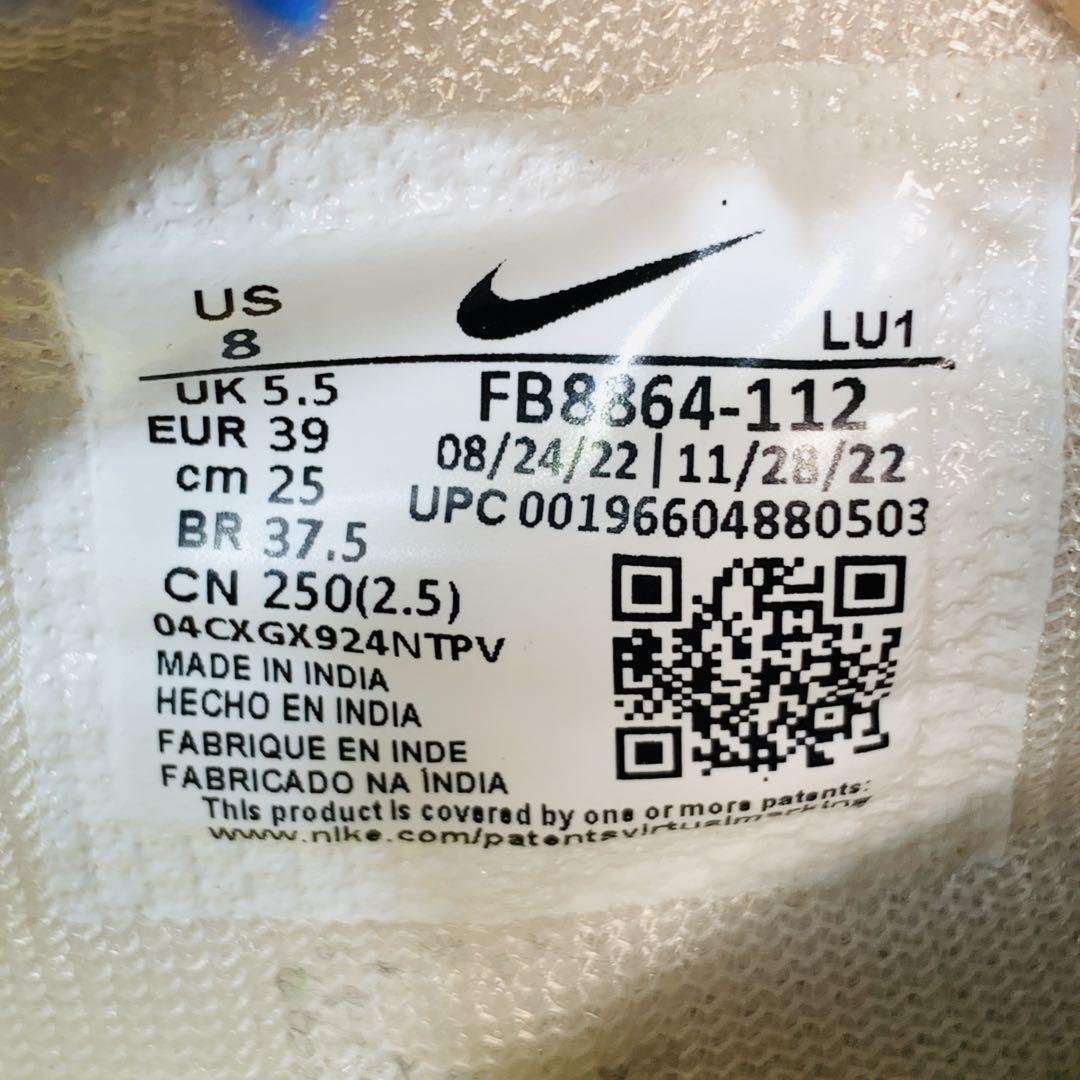 US
8
LU1
UK 5.5
FB8864-112
EUR 39
08/24/22 | 11/28/22
cm 25
UPC 00196604880503
BR 37.5
CN 250(2.5)
04CXGX924NTPV
MADE IN INDIA
HECHO EN INDIA
FABRIQUE EN INDE
FABRICADO NA ÍNDIA
This product is covered by one or more patents:
www.nike.com/patentsvirtualmarking